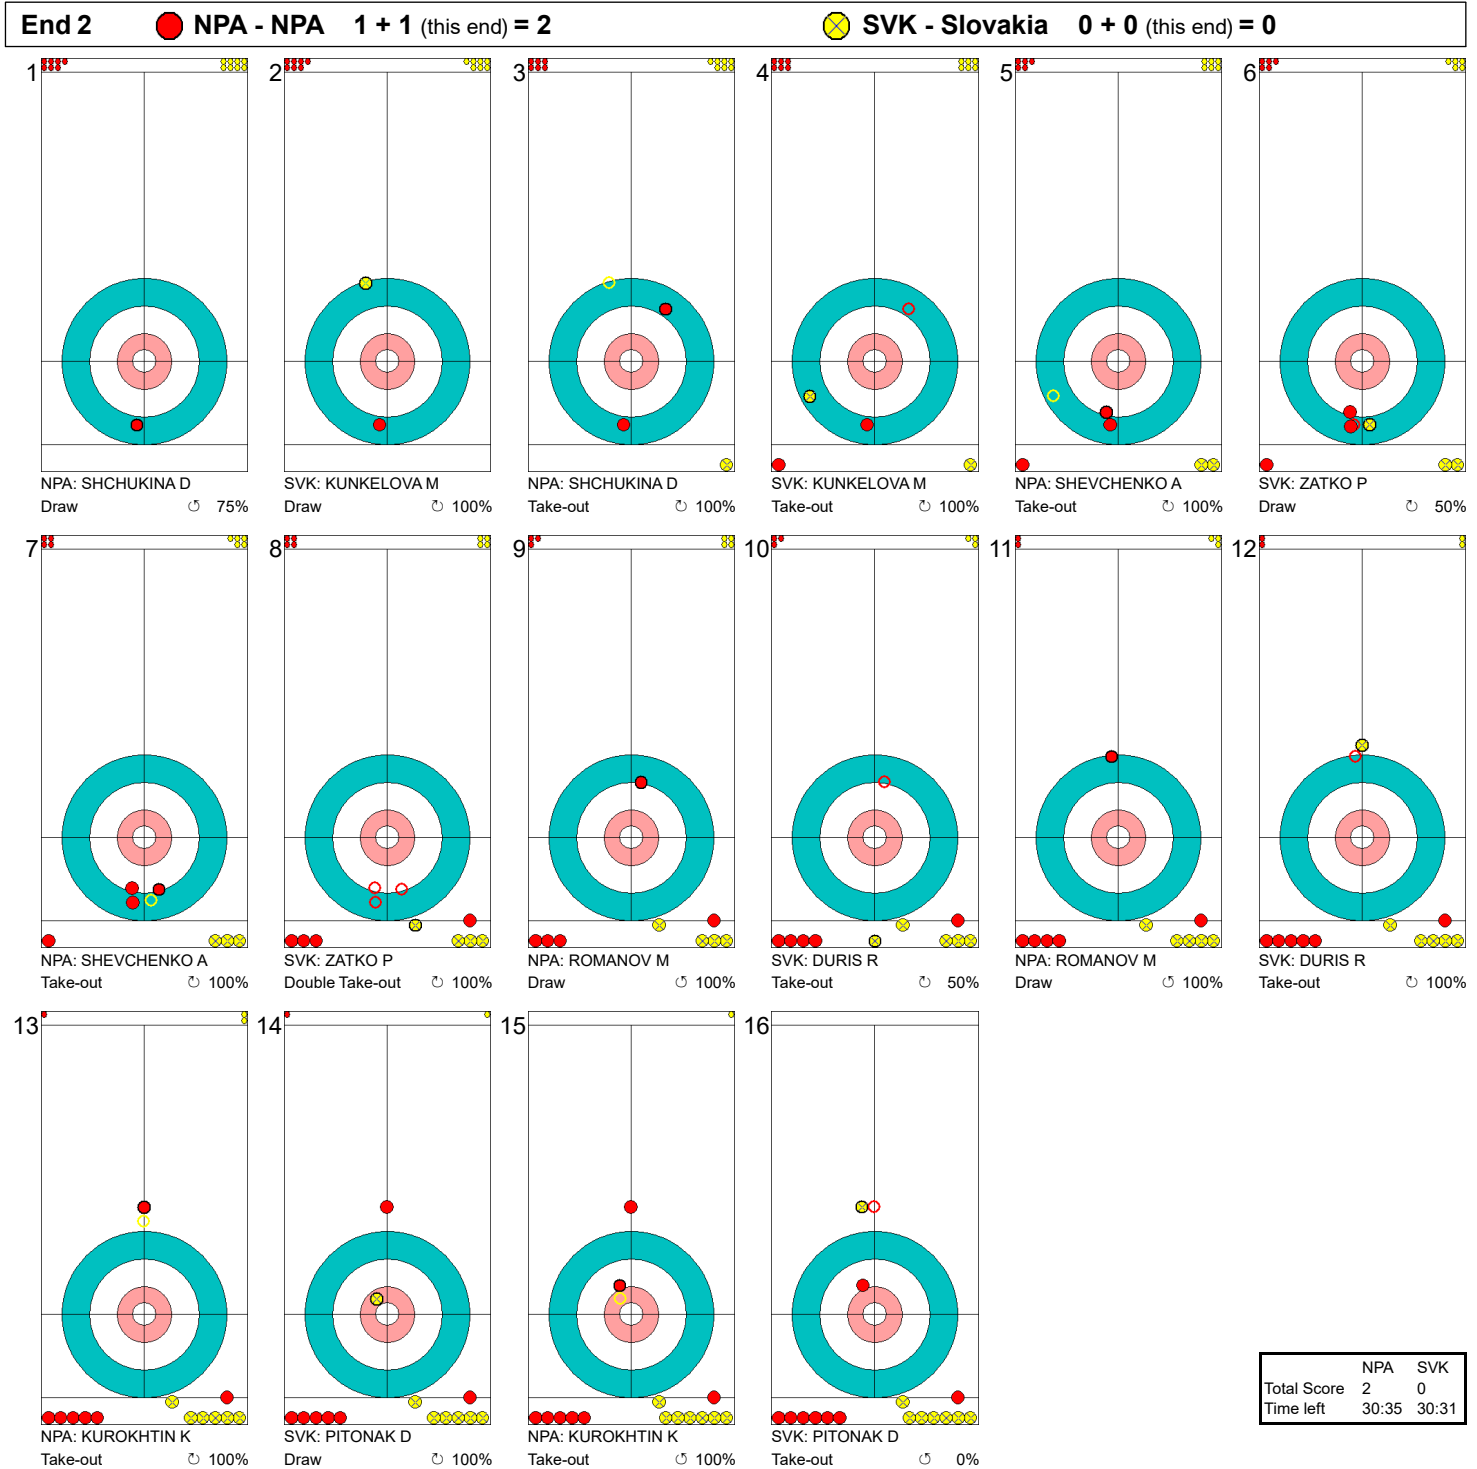 End 2 NPA - NPA 1 + 1 (this end) = 2 SVK - Slovakia 0 + 0 (this end) = 0
1 2 3 4 5 6
NPA: SHCHUKINA D SVK: KUNKELOVA M NPA: SHCHUKINA D SVK: KUNKELOVA M NPA: SHEVCHENKO A SVK: ZATKO P
Draw ↺ 75% Draw ↻ 100% Take-out ↻ 100% Take-out ↻ 100% Take-out ↻ 100% Draw ↻ 50%
7 8 9 10 11 12
NPA: SHEVCHENKO A SVK: ZATKO P NPA: ROMANOV M SVK: DURIS R NPA: ROMANOV M SVK: DURIS R
Take-out ↻ 100% Double Take-out ↻ 100% Draw ↺ 100% Take-out ↻ 50% Draw ↺ 100% Take-out ↻ 100%
13 14 15 16
NPA: KUROKHTIN K SVK: PITONAK D NPA: KUROKHTIN K SVK: PITONAK D
Take-out ↻ 100% Draw ↻ 100% Take-out ↺ 100% Take-out ↺ 0%
NPA SVK
Total Score 2 0
Time left 30:35 30:31